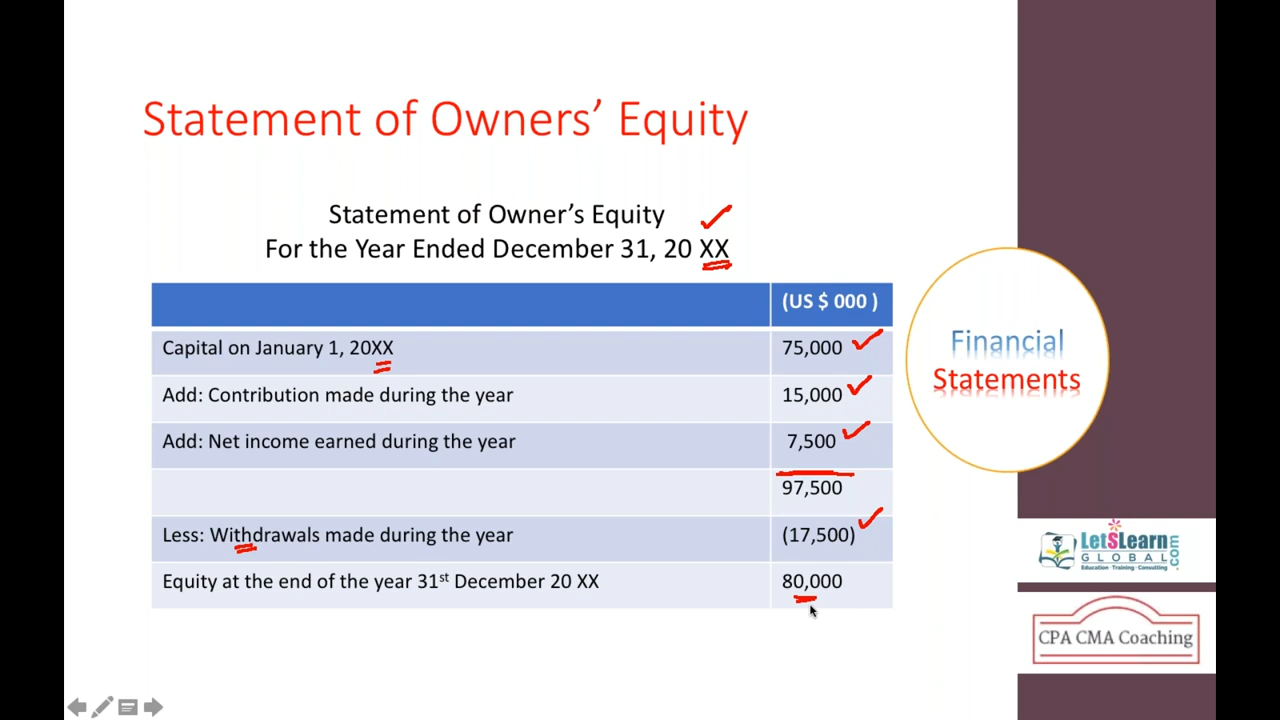 Statement of Owners’ Equity
Statement of Owner’s Equity
For the Year Ended December 31, 20 XX
(US $ 000 )
Capital on January 1, 20XX 75,000
Add: Contribution made during the year 15,000
Add: Net income earned during the year 7,500
97,500
Less: Withdrawals made during the year (17,500)
Equity at the end of the year 31st December 20 XX 80,000
Financial
Statements
LetSLearn
GLOBAL
.com
Education · Training · Consulting
CPA CMA Coaching